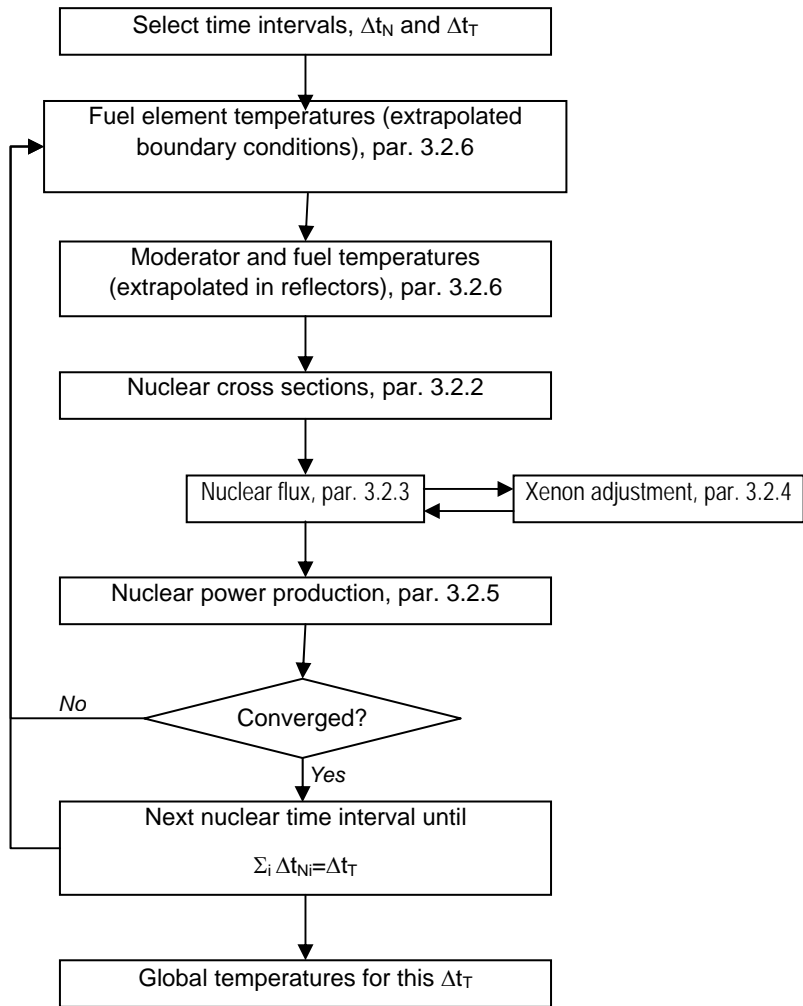 Select time intervals, Δt_N and Δt_T
Fuel element temperatures (extrapolated
boundary conditions), par. 3.2.6
Moderator and fuel temperatures
(extrapolated in reflectors), par. 3.2.6
Nuclear cross sections, par. 3.2.2
Nuclear flux, par. 3.2.3
Xenon adjustment, par. 3.2.4
Nuclear power production, par. 3.2.5
No
Converged?
Yes
Next nuclear time interval until
Σ_i Δt_Ni=Δt_T
Global temperatures for this Δt_T